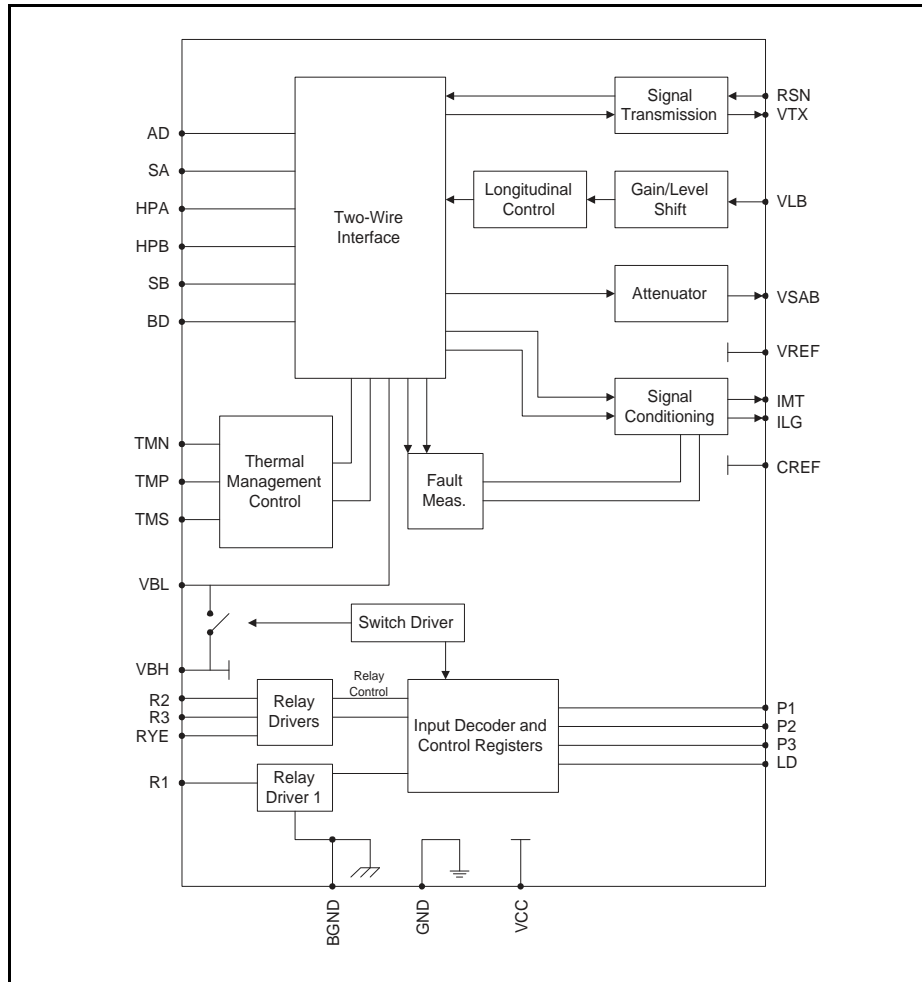 Signal
Transmission
RSN
VTX
AD
SA
HPA
HPB
SB
BD
Two-Wire
Interface
Longitudinal
Control
Gain/Level
Shift
VLB
Attenuator
VSAB
VREF
Signal
Conditioning
IMT
ILG
CREF
TMN
TMP
TMS
Thermal
Management
Control
Fault
Meas.
VBL
Switch Driver
VBH
R2
R3
RYE
Relay
Drivers
Relay
Control
Input Decoder and
Control Registers
P1
P2
P3
LD
R1
Relay
Driver 1
BGND
GND
VCC